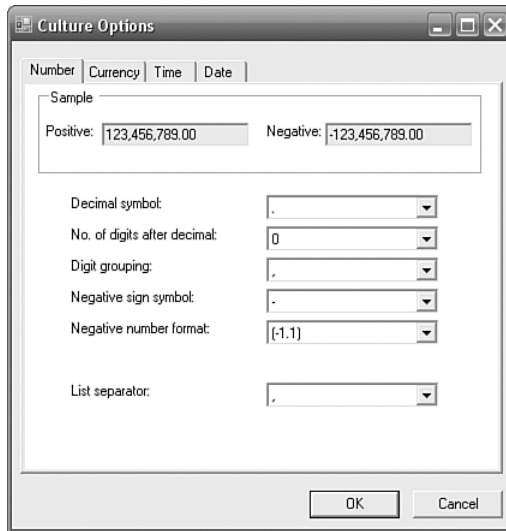 Culture Options
Number Currency Time Date
Sample
Positive: 123,456,789.00 Negative: -123,456,789.00
Decimal symbol: .
No. of digits after decimal: 0
Digit grouping: ,
Negative sign symbol: -
Negative number format: (-1.1)
List separator: ,
OK Cancel